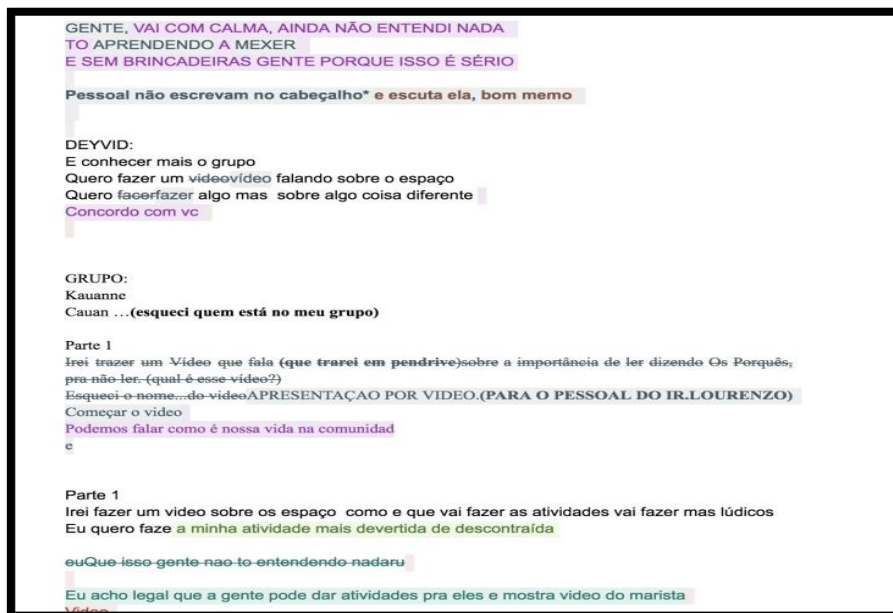 GENTE, VAI COM CALMA, AINDA NÃO ENTENDI NADA
TO APRENDENDO A MEXER
E SEM BRINCADEIRAS GENTE PORQUE ISSO É SÉRIO
Pessoal não escrevam no cabeçalho* e escuta ela, bom memo
DEYVID:
E conhecer mais o grupo
Quero fazer um videovídeo falando sobre o espaço
Quero facerfazer algo mas sobre algo coisa diferente
Concordo com vc
GRUPO:
Kauanne
Cauan ...(esqueci quem está no meu grupo)
Parte 1
Irei trazer um Vídeo que fala (que trarei em pendrive)sobre a importância de ler dizendo Os Porquês,
pra não ler. (qual é esse vídeo?)
Esqueci o nome...do videoAPRESENTAÇAO POR VIDEO.(PARA O PESSOAL DO IR.LOURENZO)
Começar o video
Podemos falar como é nossa vida na comunidad
e
Parte 1
Irei fazer um video sobre os espaço como e que vai fazer as atividades vai fazer mas lúdicos
Eu quero faze a minha atividade mais devertida de descontraída
euQue isso gente nao to entendendo nadaru
Eu acho legal que a gente pode dar atividades pra eles e mostra video do marista
Video